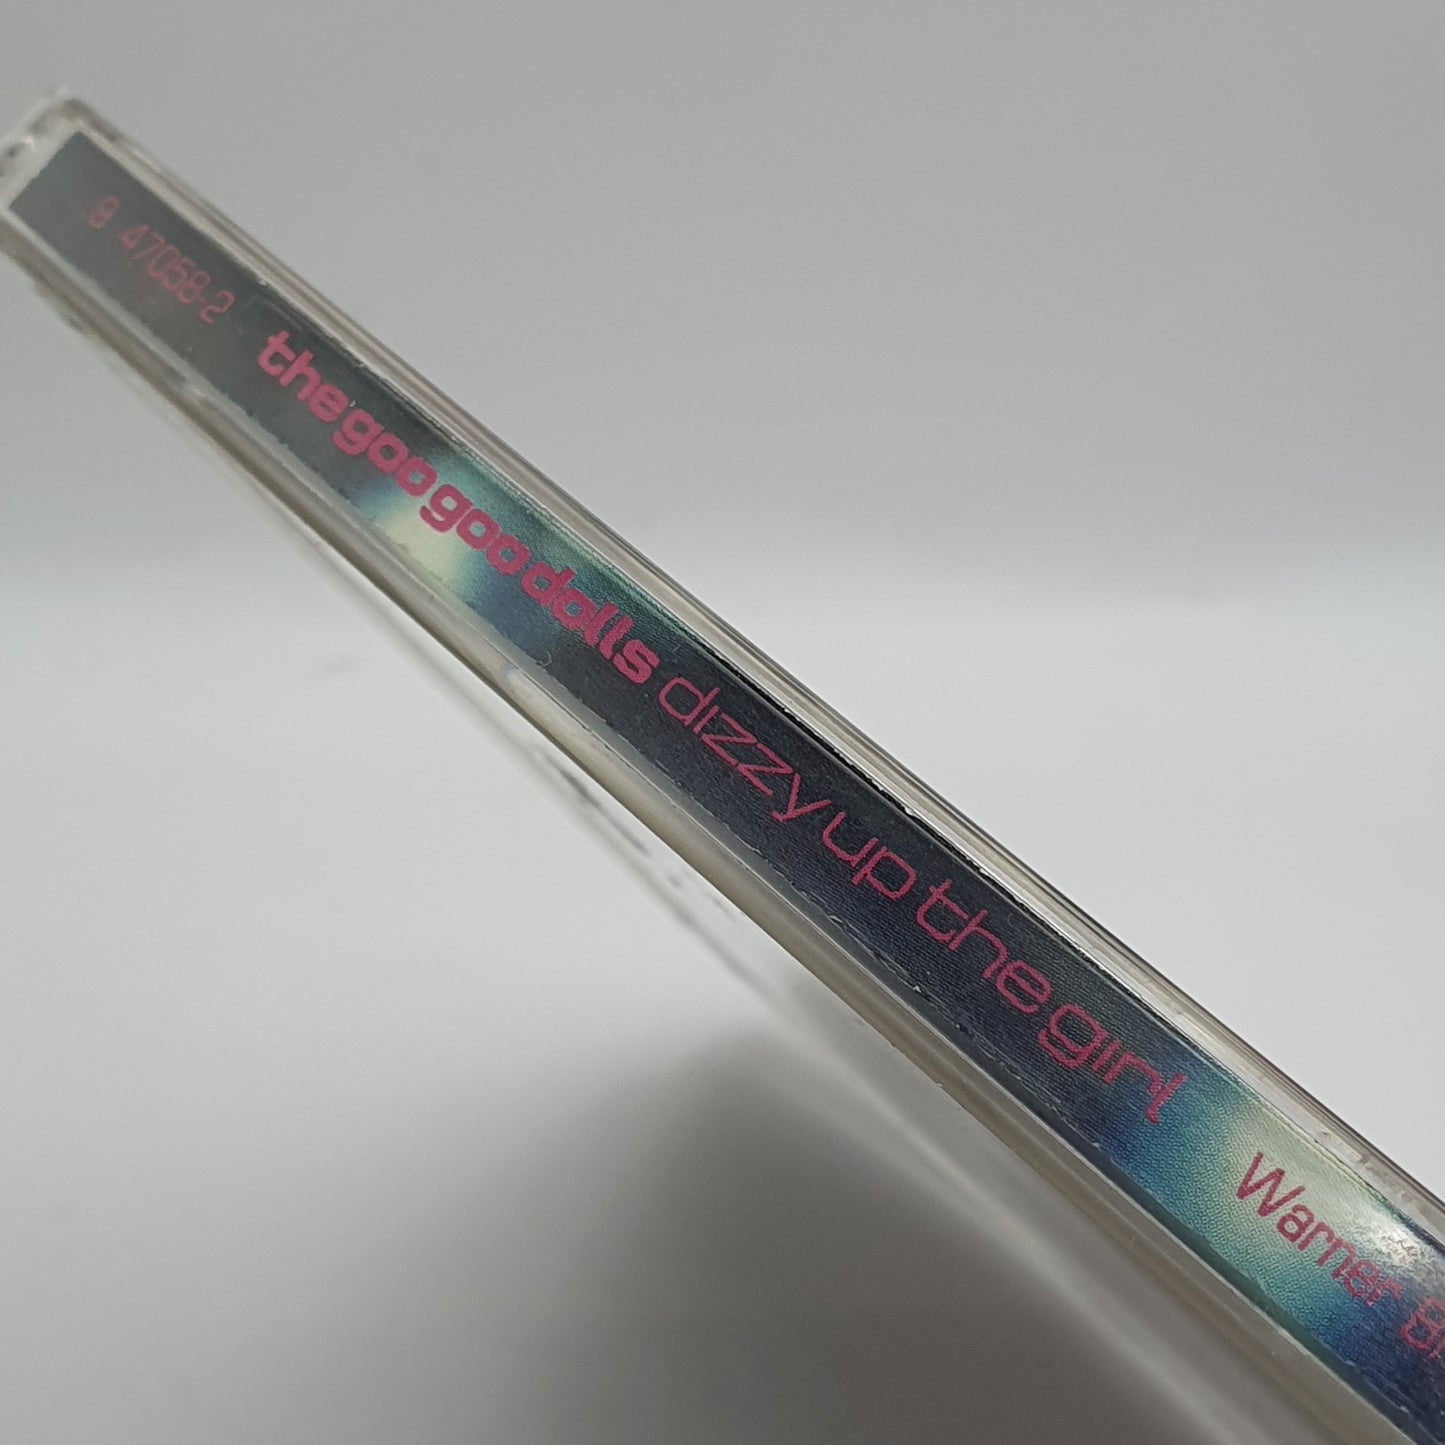 9 47058-2 the goo goo dolls dizzy up the girl Warner